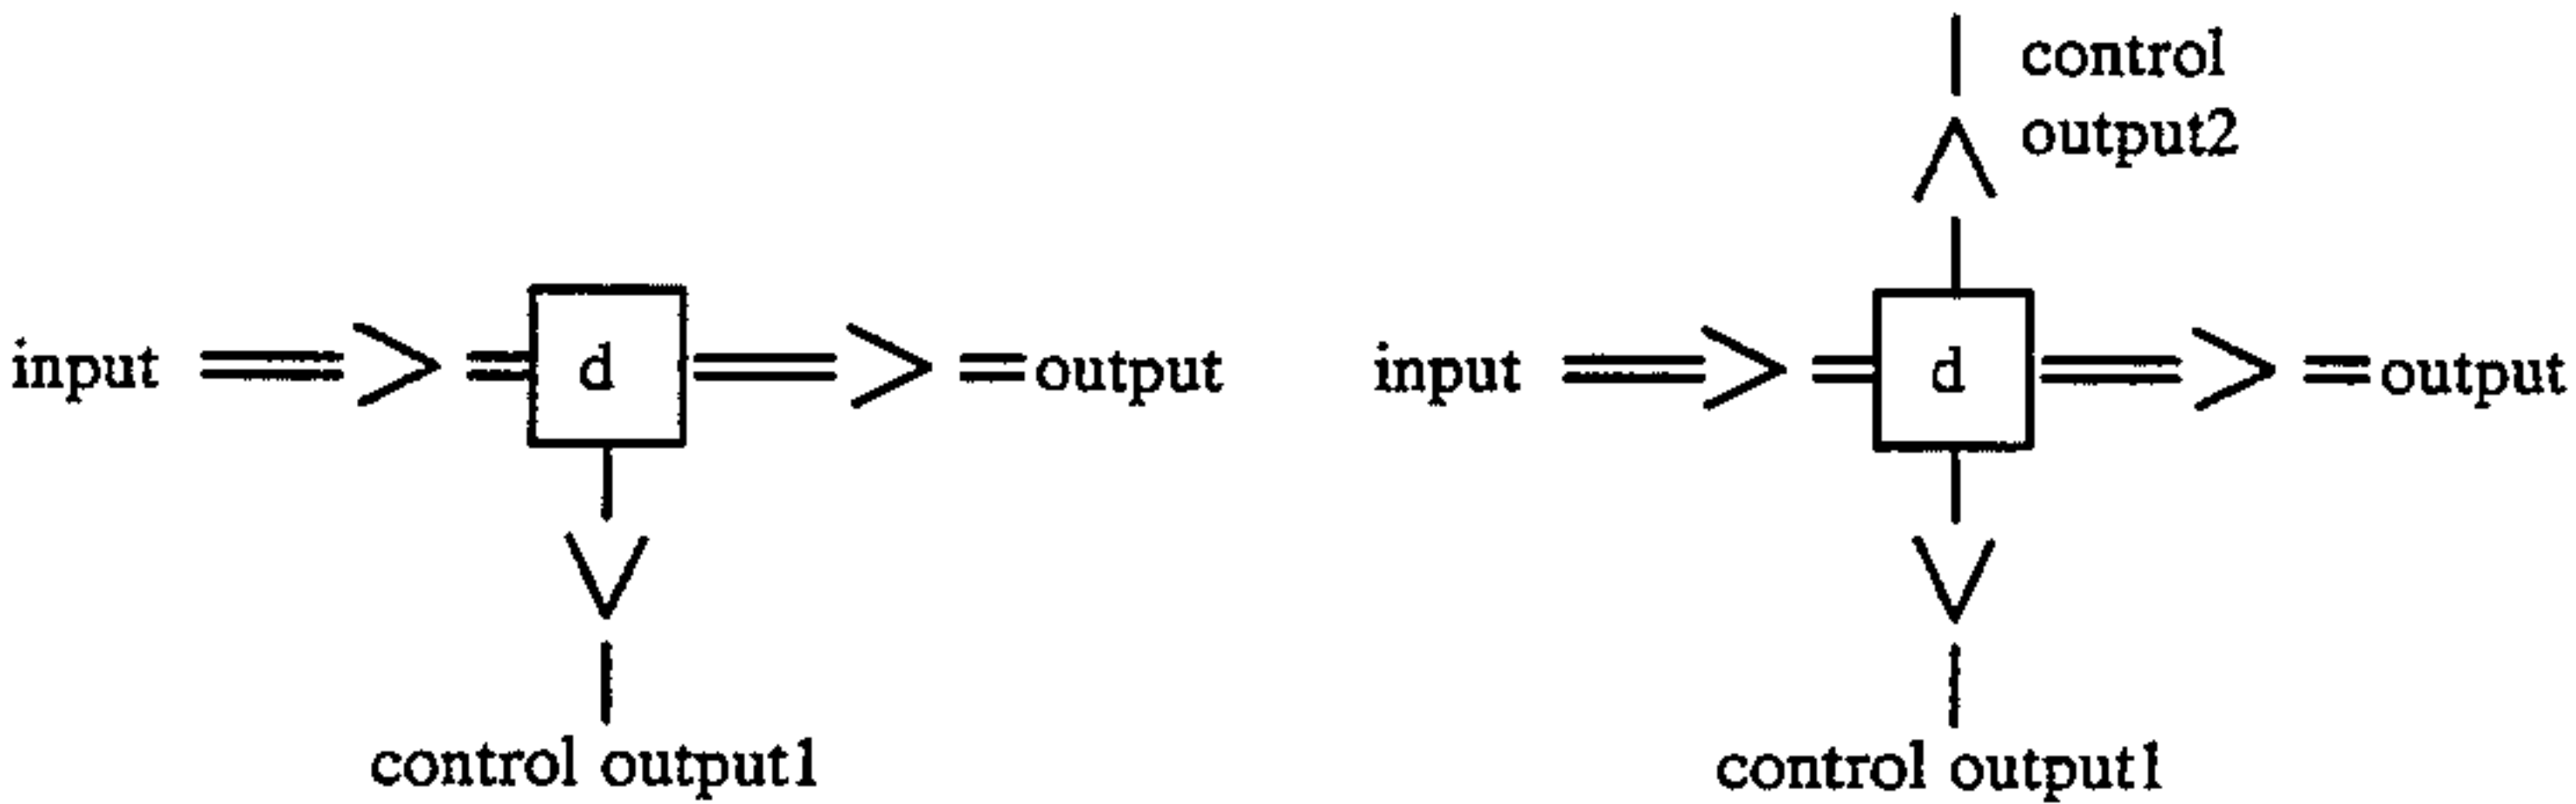 input
d
output
control output1
control
output2
input
d
output
control output1